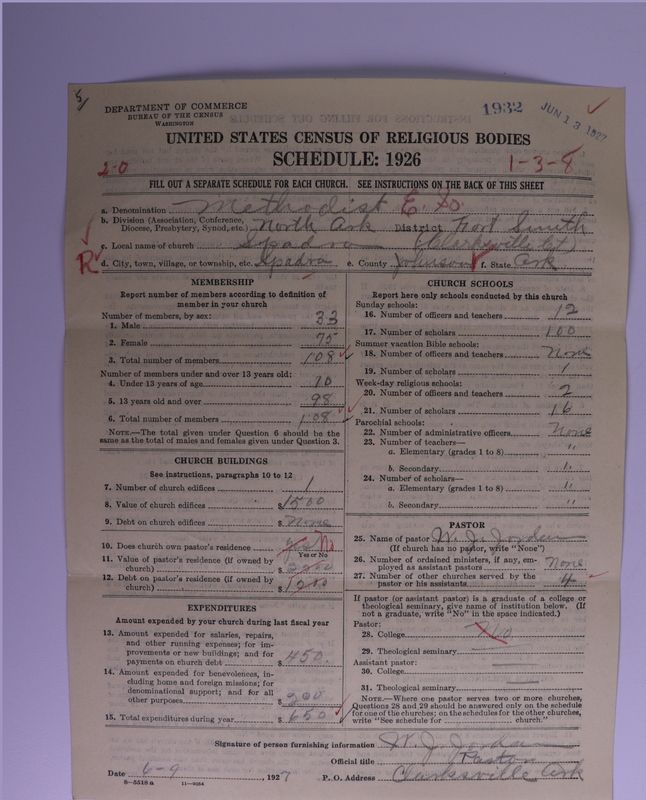 5/
DEPARTMENT OF COMMERCE
BUREAU OF THE CENSUS
WASHINGTON
1932 JUN 13 1927
UNITED STATES CENSUS OF RELIGIOUS BODIES
SCHEDULE: 1926
2-0
1-3-8
FILL OUT A SEPARATE SCHEDULE FOR EACH CHURCH. SEE INSTRUCTIONS ON THE BACK OF THIS SHEET
a. Denomination Methodist E. So.
b. Division (Association, Conference, Diocese, Presbytery, Synod, etc.) North Ark District Fort Smith
c. Local name of church Spadra (Clarksville Ct)
R d. City, town, village, or township, etc. Spadra e. County Johnson f. State Ark
MEMBERSHIP
Report number of members according to definition of
member in your church
Number of members, by sex:
1. Male 33
2. Female 75
3. Total number of members 108
Number of members under and over 13 years old:
4. Under 13 years of age 10
5. 13 years old and over 98
6. Total number of members 108
NOTE.—The total given under Question 6 should be the
same as the total of males and females given under Question 3.
CHURCH BUILDINGS
See instructions, paragraphs 10 to 12
7. Number of church edifices 1
8. Value of church edifices $1500
9. Debt on church edifices $ None
10. Does church own pastor's residence No
Yes or No
11. Value of pastor's residence (if owned by
church) $
12. Debt on pastor's residence (if owned by
church) $ 1200
EXPENDITURES
Amount expended by your church during last fiscal year
13. Amount expended for salaries, repairs,
and other running expenses; for im-
provements or new buildings; and for
payments on church debt $ 450.
14. Amount expended for benevolences, in-
cluding home and foreign missions; for
denominational support; and for all
other purposes $ 200
15. Total expenditures during year $ 650
CHURCH SCHOOLS
Report here only schools conducted by this church
Sunday schools:
16. Number of officers and teachers 12
17. Number of scholars 100
Summer vacation Bible schools:
18. Number of officers and teachers None
19. Number of scholars 1
Week-day religious schools:
20. Number of officers and teachers 2
21. Number of scholars 16
Parochial schools:
22. Number of administrative officers None
23. Number of teachers—
a. Elementary (grades 1 to 8) "
b. Secondary "
24. Number of scholars—
a. Elementary (grades 1 to 8) "
b. Secondary "
PASTOR
25. Name of pastor W. J. Jordan
(If church has no pastor, write "None")
26. Number of ordained ministers, if any, em-
ployed as assistant pastors None
27. Number of other churches served by the
pastor or his assistants 4
If pastor (or assistant pastor) is a graduate of a college or
theological seminary, give name of institution below. (If
not a graduate, write "No" in the space indicated.)
Pastor:
28. College No
29. Theological seminary
Assistant pastor:
30. College
31. Theological seminary
NOTE.—Where one pastor serves two or more churches,
Questions 28 and 29 should be answered only on the schedule
for one of the churches; on the schedules for the other churches,
write "See schedule for church."
Signature of person furnishing information W. J. Jordan
Official title Pastor
Date 6-9, 1927 P. O. Address Clarksville Ark
8-5518 a 11-9034